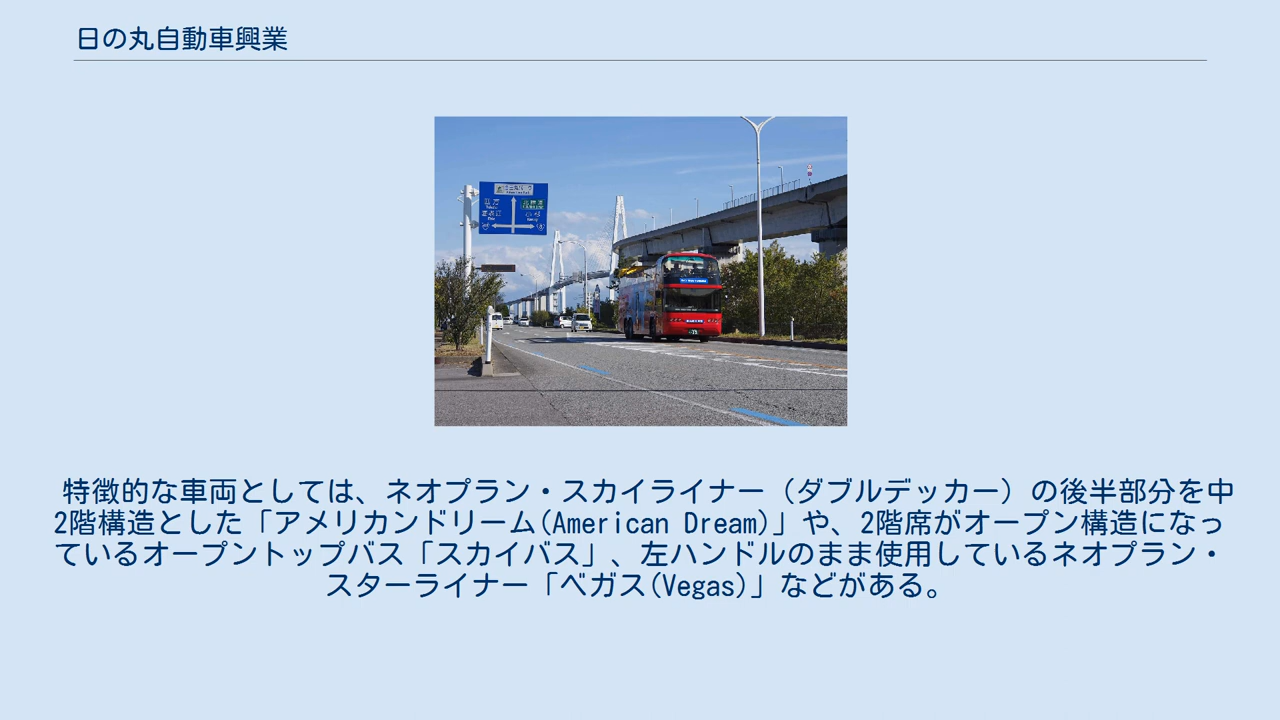 日の丸自動車興業
特徴的な車両としては、ネオプラン・スカイライナー（ダブルデッカー）の後半部分を中
2階構造とした「アメリカンドリーム(American Dream)」や、2階席がオープン構造になっ
ているオープントップバス「スカイバス」、左ハンドルのまま使用しているネオプラン・
スターライナー「ベガス(Vegas)」などがある。